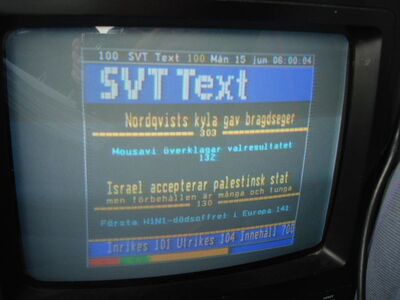 100 SVT Text 100 Mån 15 jun 06:00:04
SVT Text
Nordqvists kyla gav bragdseger
303
Mousavi överklagar valresultatet
132
Israel accepterar palestinsk stat
men förbehållen är många och tunga
130
Första H1N1-dödsoffret i Europa 142
Inrikes 101 Utrikes 104 Innehåll 700